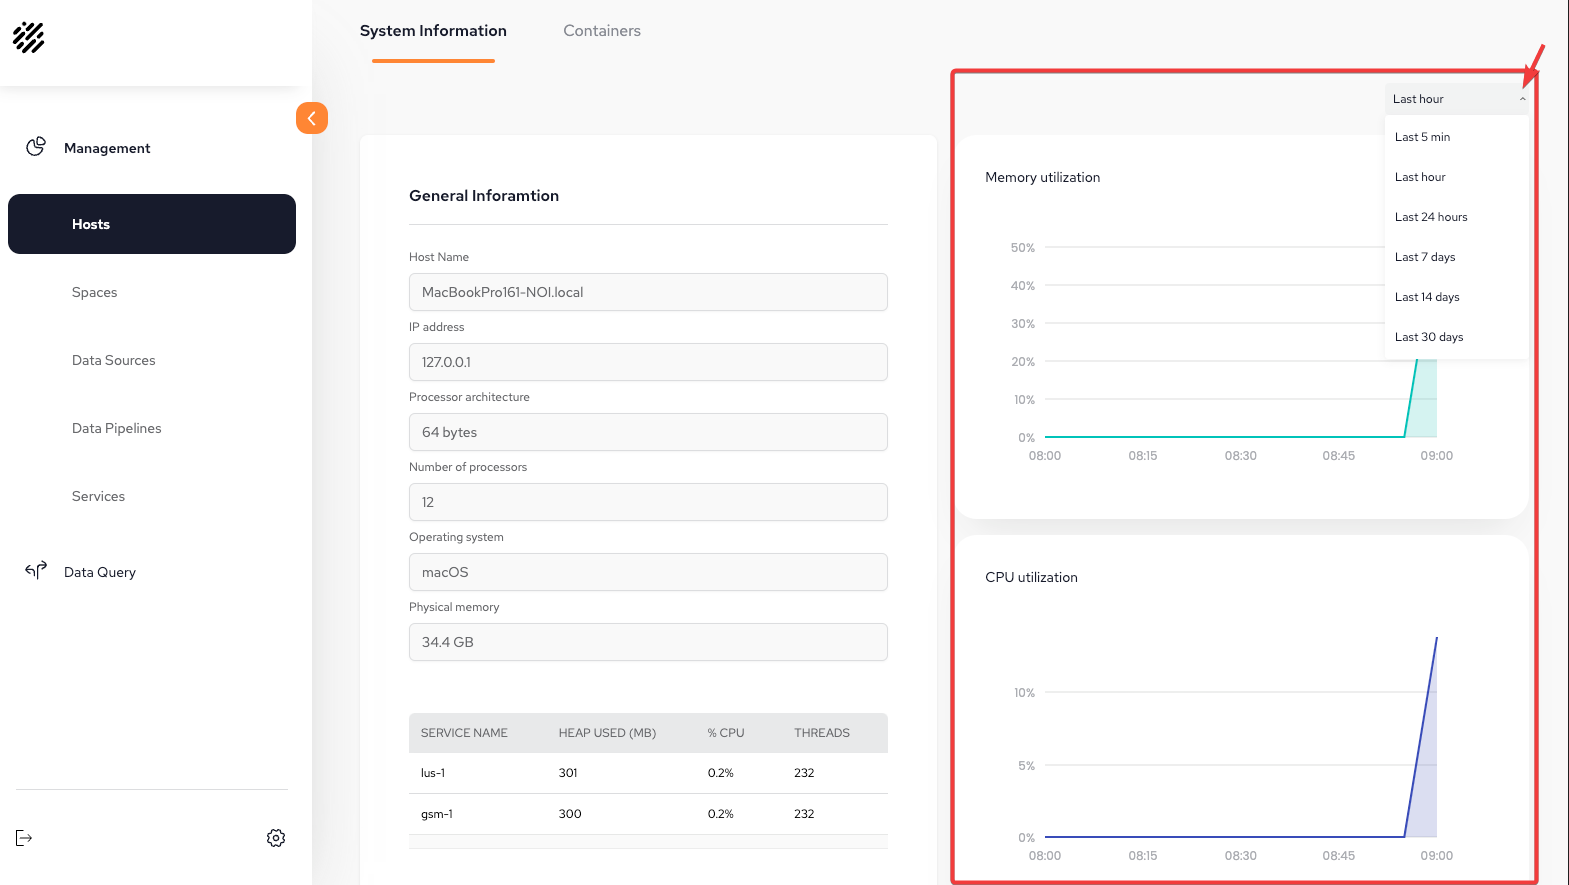 System Information
Containers
Management
Hosts
Spaces
Data Sources
Data Pipelines
Services
Data Query
General Inforamtion
Host Name
MacBookPro161-NOI.local
IP address
127.0.0.1
Processor architecture
64 bytes
Number of processors
12
Operating system
macOS
Physical memory
34.4 GB
SERVICE NAME HEAP USED (MB) % CPU THREADS
lus-1 301 0.2% 232
gsm-1 300 0.2% 232
Last hour
Last 5 min
Last hour
Last 24 hours
Last 7 days
Last 14 days
Last 30 days
Memory utilization
50%
40%
30%
20%
10%
0%
08:00 08:15 08:30 08:45 09:00
CPU utilization
10%
5%
0%
08:00 08:15 08:30 08:45 09:00